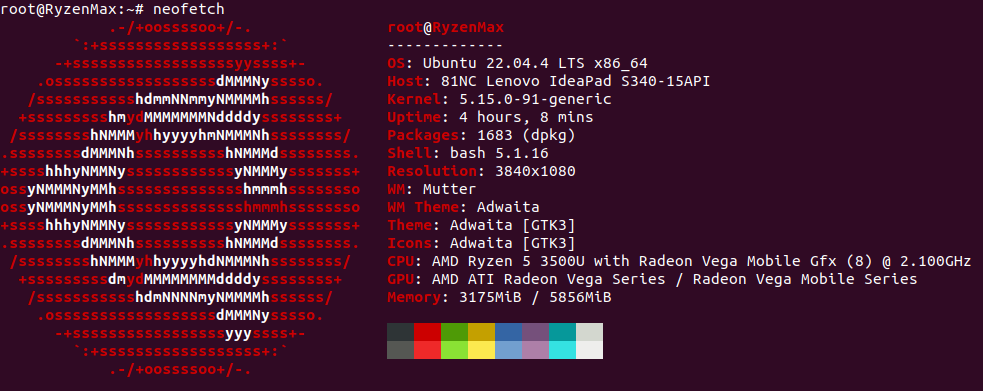 root@RyzenMax:~# neofetch
            .-/+oossssoo+/-.               root@RyzenMax
        `:+ssssssssssssssssss+:`           -------------
      -+ssssssssssssssssssyyssss+-         OS: Ubuntu 22.04.4 LTS x86_64
    .ossssssssssssssssssdMMMNysssso.       Host: 81NC Lenovo IdeaPad S340-15API
   /ssssssssssshdmmNNmmyNMMMMhssssss/      Kernel: 5.15.0-91-generic
  +ssssssssshmydMMMMMMMNddddyssssssss+     Uptime: 4 hours, 8 mins
 /sssssssshNMMMyhhyyyyhmNMMMNhssssssss/    Packages: 1683 (dpkg)
.ssssssssdMMMNhsssssssssshNMMMdssssssss.   Shell: bash 5.1.16
+sssshhhyNMMNyssssssssssssyNMMMysssssss+   Resolution: 3840x1080
ossyNMMMNyMMhsssssssssssssshmmmhssssssso   WM: Mutter
ossyNMMMNyMMhsssssssssssssshmmmhssssssso   WM Theme: Adwaita
+sssshhhyNMMNyssssssssssssyNMMMysssssss+   Theme: Adwaita [GTK3]
.ssssssssdMMMNhsssssssssshNMMMdssssssss.   Icons: Adwaita [GTK3]
 /sssssssshNMMMyhhyyyyhdNMMMNhssssssss/    CPU: AMD Ryzen 5 3500U with Radeon Vega Mobile Gfx (8) @ 2.100GHz
  +sssssssssdmydMMMMMMMMddddyssssssss+     GPU: AMD ATI Radeon Vega Series / Radeon Vega Mobile Series
   /ssssssssssshdmNNNNmyNMMMMhssssss/      Memory: 3175MiB / 5856MiB
    .ossssssssssssssssssdMMMNysssso.
      -+sssssssssssssssssyyyssss+-
        `:+ssssssssssssssssss+:`
            .-/+oossssoo+/-.